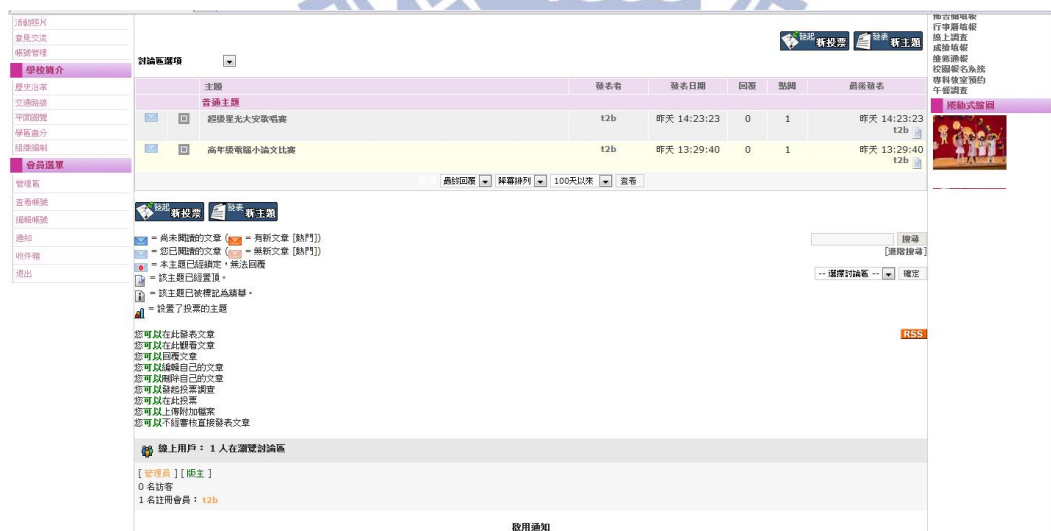 活動照片
意見交流
帳號管理
學校簡介
歷史沿革
交通路線
平面圖覽
學區畫分
組織編制
會員選單
管理區
查看帳號
編輯帳號
通知
收件箱
退出
發起 新投票 發表 新主題
討論區選項
主題 發表者 發表日期 回覆 點閱 最後發表
普通主題
超級星光大安歌唱賽 t2b 昨天 14:23:23 0 1 昨天 14:23:23
t2b
高年級電腦小論文比賽 t2b 昨天 13:29:40 0 1 昨天 13:29:40
t2b
最終回覆 降冪排列 100天以來 查看
發起 新投票 發表 新主題
= 尚未閱讀的文章 ( = 有新文章 [熱門])
= 您已閱讀的文章 ( = 無新文章 [熱門])
= 本主題已經鎖定，無法回覆
= 該主題已經置頂。
= 該主題已被標記為精華。
= 設置了投票的主題
搜尋
[進階搜尋]
-- 選擇討論區 -- 確定
RSS
您可以在此發表文章
您可以在此觀看文章
您可以回覆文章
您可以編輯自己的文章
您可以刪除自己的文章
您可以發起投票調查
您可以在此投票
您可以上傳附加檔案
您可以不經審核直接發表文章
線上用戶： 1 人在瀏覽討論區
[ 管理員 ] [ 版主 ]
0 名訪客
1 名註冊會員： t2b
啟用通知
佈告欄填報
行事曆填報
線上調查
成績填報
維修通報
校園報名系統
專科教室預約
午餐調查
捲動式縮圖